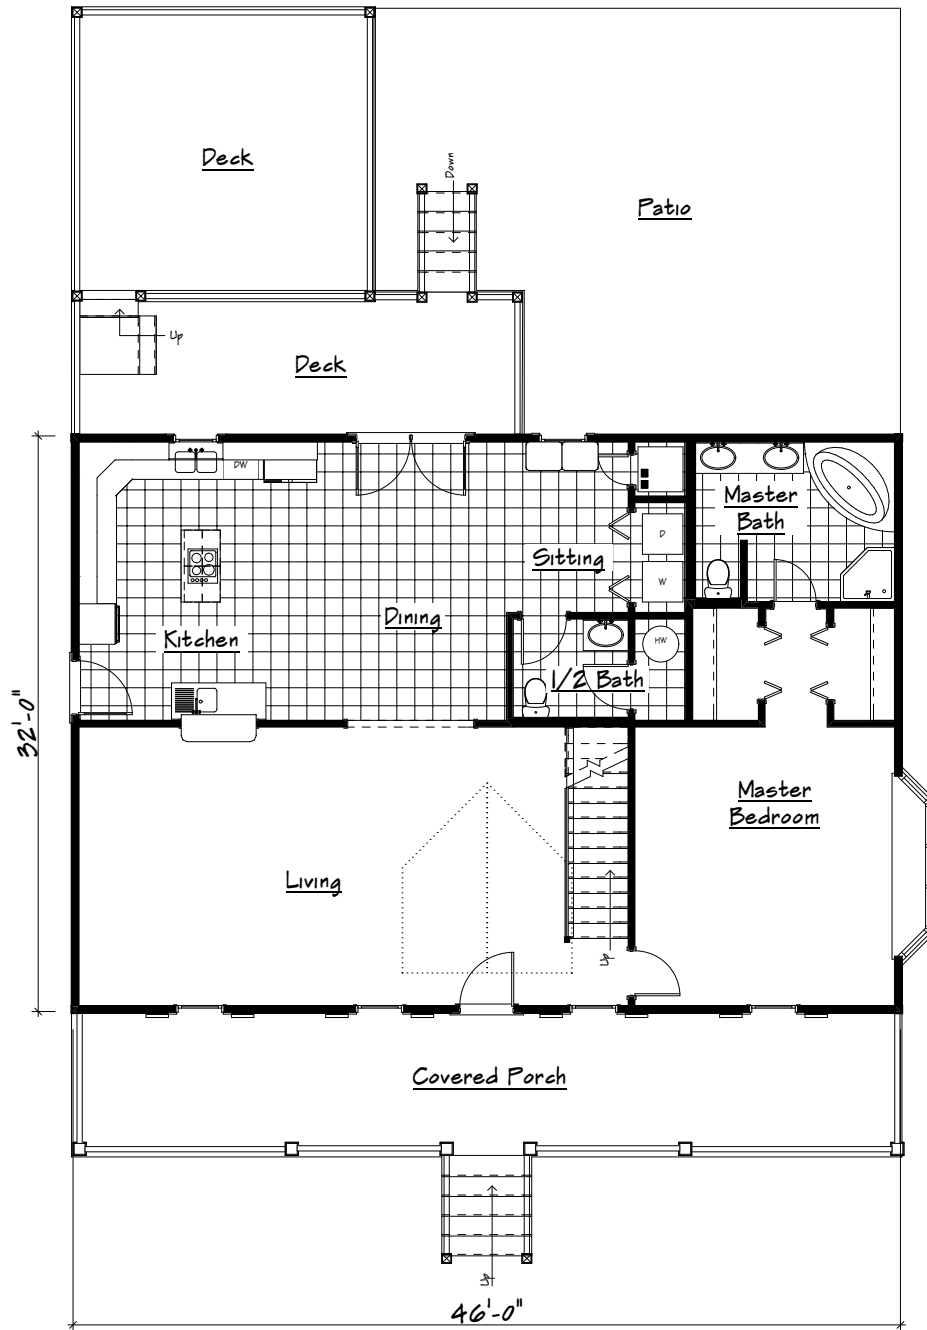 Deck
Down
Patio
Up
Deck
DW
Master
Bath
D
Sitting
W
Dining
Kitchen
HW
1/2 Bath
32'-0"
Master
Bedroom
Living
Up
Covered Porch
Up
46'-0"